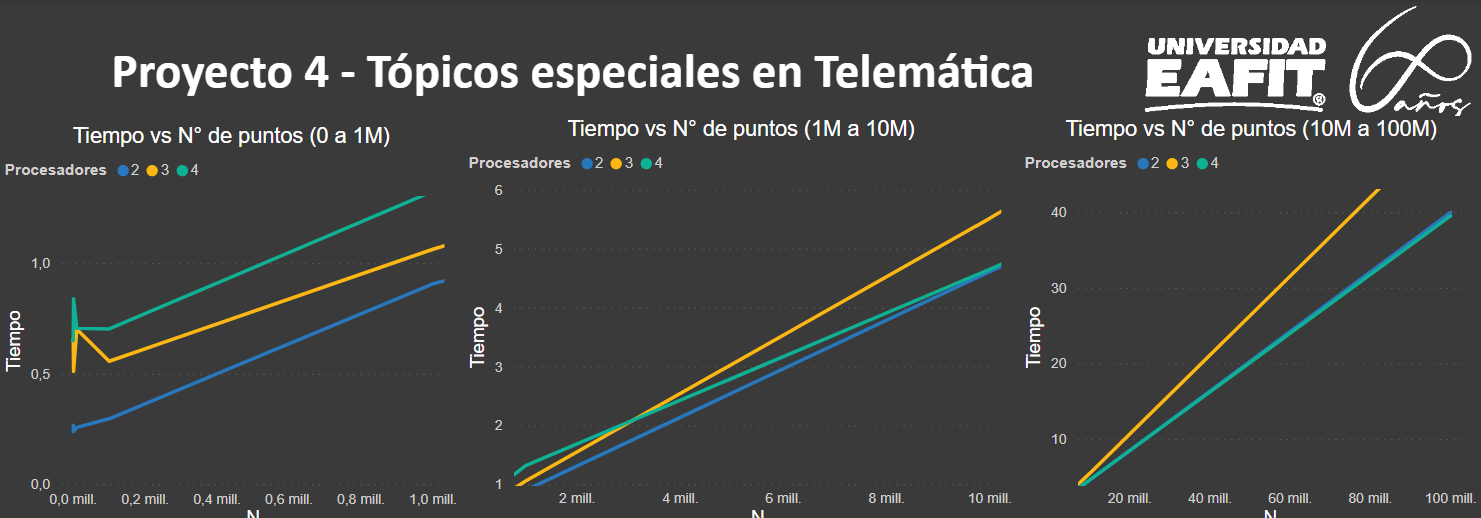 Proyecto 4 - Tópicos especiales en Telemática
UNIVERSIDAD
EAFIT®
60 años
Tiempo vs N° de puntos (0 a 1M)
Procesadores 2 3 4
Tiempo
1,0
0,5
0,0
0,0 mill. 0,2 mill. 0,4 mill. 0,6 mill. 0,8 mill. 1,0 mill.
N
Tiempo vs N° de puntos (1M a 10M)
Procesadores 2 3 4
Tiempo
6
5
4
3
2
1
2 mill. 4 mill. 6 mill. 8 mill. 10 mill.
N
Tiempo vs N° de puntos (10M a 100M)
Procesadores 2 3 4
Tiempo
40
30
20
10
20 mill. 40 mill. 60 mill. 80 mill. 100 mill.
N